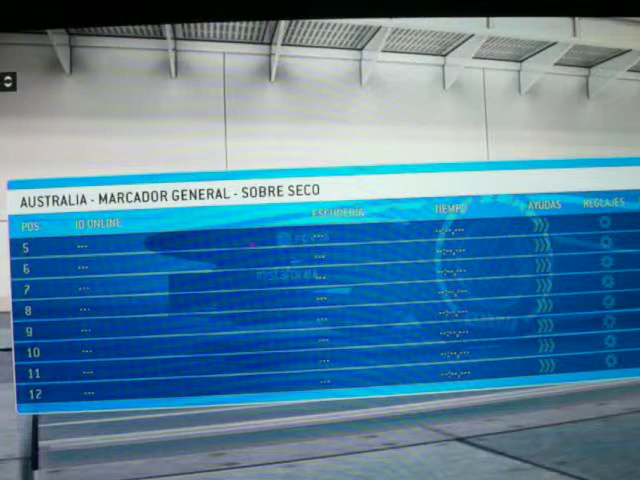 AUSTRALIA - MARCADOR GENERAL - SOBRE SECO
POS. ID ONLINE ESCUDERÍA TIEMPO AYUDAS REGLAJES
5 --- --- --:--,---
6 --- --- --:--,---
7 --- --- --:--,---
8 --- --- --:--,---
9 --- --- --:--,---
10 --- --- --:--,---
11 --- --- --:--,---
12 --- --- --:--,---